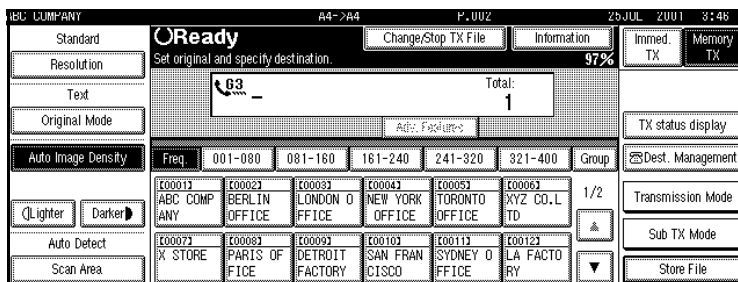 ABC COMPANY A4->A4 P.002 25JUL 2001 3:46
Standard
Resolution
Text
Original Mode
Auto Image Density
Lighter Darker
Auto Detect
Scan Area
Ready
Change/Stop TX File Information
Set original and specify destination. 97%
G3 _ Total:
1
Adv. Features
Freq. 001-080 081-160 161-240 241-320 321-400 Group
[0001] [0002] [0003] [0004] [0005] [0006]
ABC COMP BERLIN LONDON O NEW YORK TORONTO XYZ CO.L
ANY OFFICE FFICE OFFICE OFFICE TD
1/2
[0007] [0008] [0009] [0010] [0011] [0012]
X STORE PARIS OF DETROIT SAN FRAN SYDNEY O LA FACTO
FICE FACTORY CISCO FFICE RY
▲
▼
Immed. TX
Memory TX
TX status display
Dest. Management
Transmission Mode
Sub TX Mode
Store File